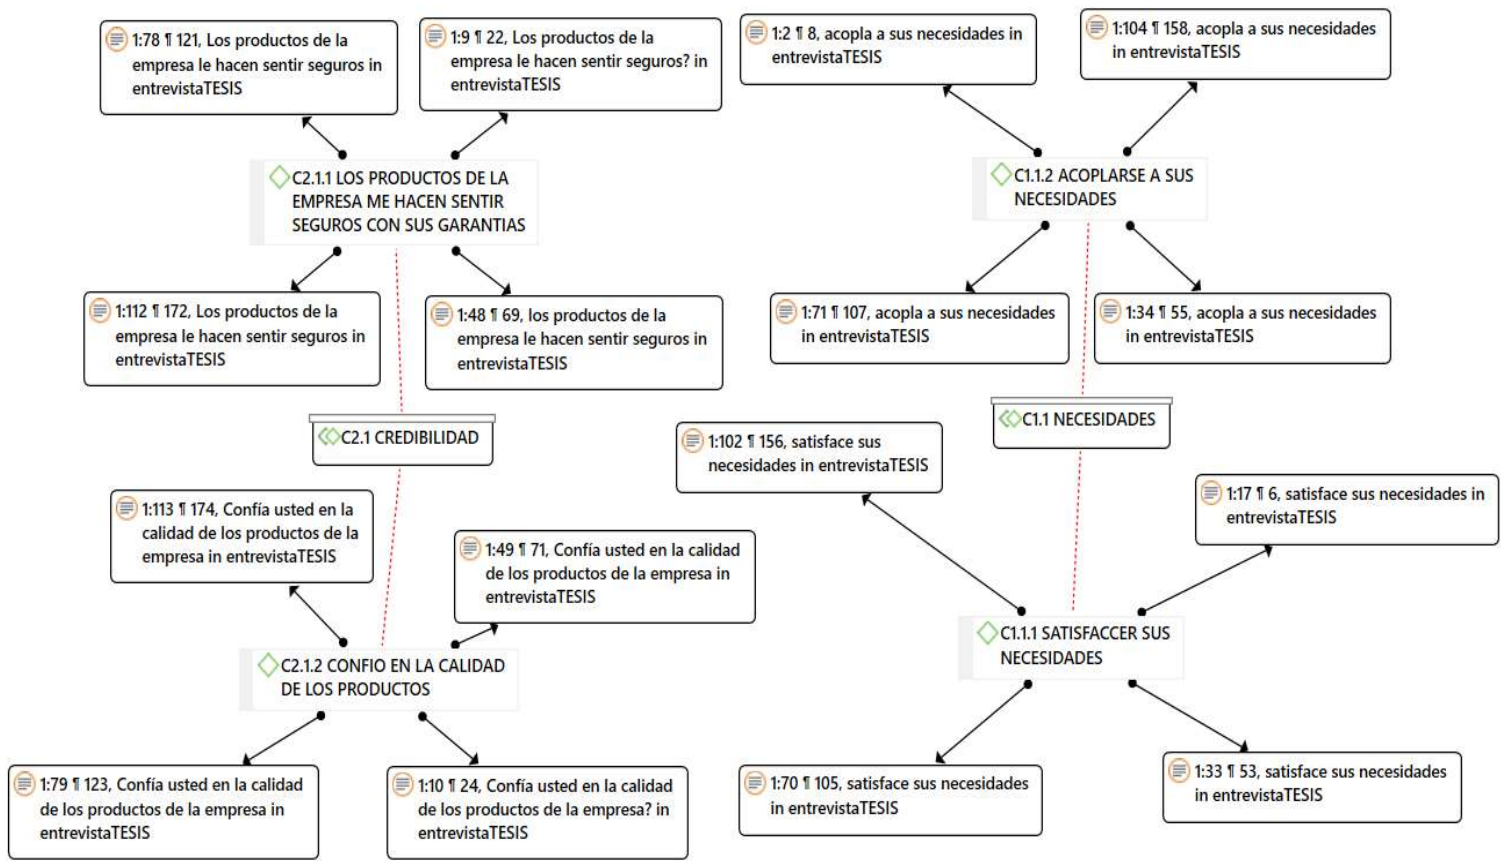 1:78 ¶ 121, Los productos de la
empresa le hacen sentir seguros in
entrevistaTESIS
1:9 ¶ 22, Los productos de la
empresa le hacen sentir seguros? in
entrevistaTESIS
C2.1.1 LOS PRODUCTOS DE LA
EMPRESA ME HACEN SENTIR
SEGUROS CON SUS GARANTIAS
1:112 ¶ 172, Los productos de la
empresa le hacen sentir seguros in
entrevistaTESIS
1:48 ¶ 69, los productos de la
empresa le hacen sentir seguros in
entrevistaTESIS
C2.1 CREDIBILIDAD
1:113 ¶ 174, Confía usted en la
calidad de los productos de la
empresa in entrevistaTESIS
1:49 ¶ 71, Confía usted en la calidad
de los productos de la empresa in
entrevistaTESIS
C2.1.2 CONFIO EN LA CALIDAD
DE LOS PRODUCTOS
1:79 ¶ 123, Confía usted en la calidad
de los productos de la empresa in
entrevistaTESIS
1:10 ¶ 24, Confía usted en la calidad
de los productos de la empresa? in
entrevistaTESIS
1:2 ¶ 8, acopla a sus necesidades in
entrevistaTESIS
1:104 ¶ 158, acopla a sus necesidades
in entrevistaTESIS
C1.1.2 ACOPLARSE A SUS
NECESIDADES
1:71 ¶ 107, acopla a sus necesidades
in entrevistaTESIS
1:34 ¶ 55, acopla a sus necesidades
in entrevistaTESIS
C1.1 NECESIDADES
1:102 ¶ 156, satisface sus
necesidades in entrevistaTESIS
1:17 ¶ 6, satisface sus necesidades in
entrevistaTESIS
C1.1.1 SATISFACCER SUS
NECESIDADES
1:70 ¶ 105, satisface sus necesidades
in entrevistaTESIS
1:33 ¶ 53, satisface sus necesidades
in entrevistaTESIS